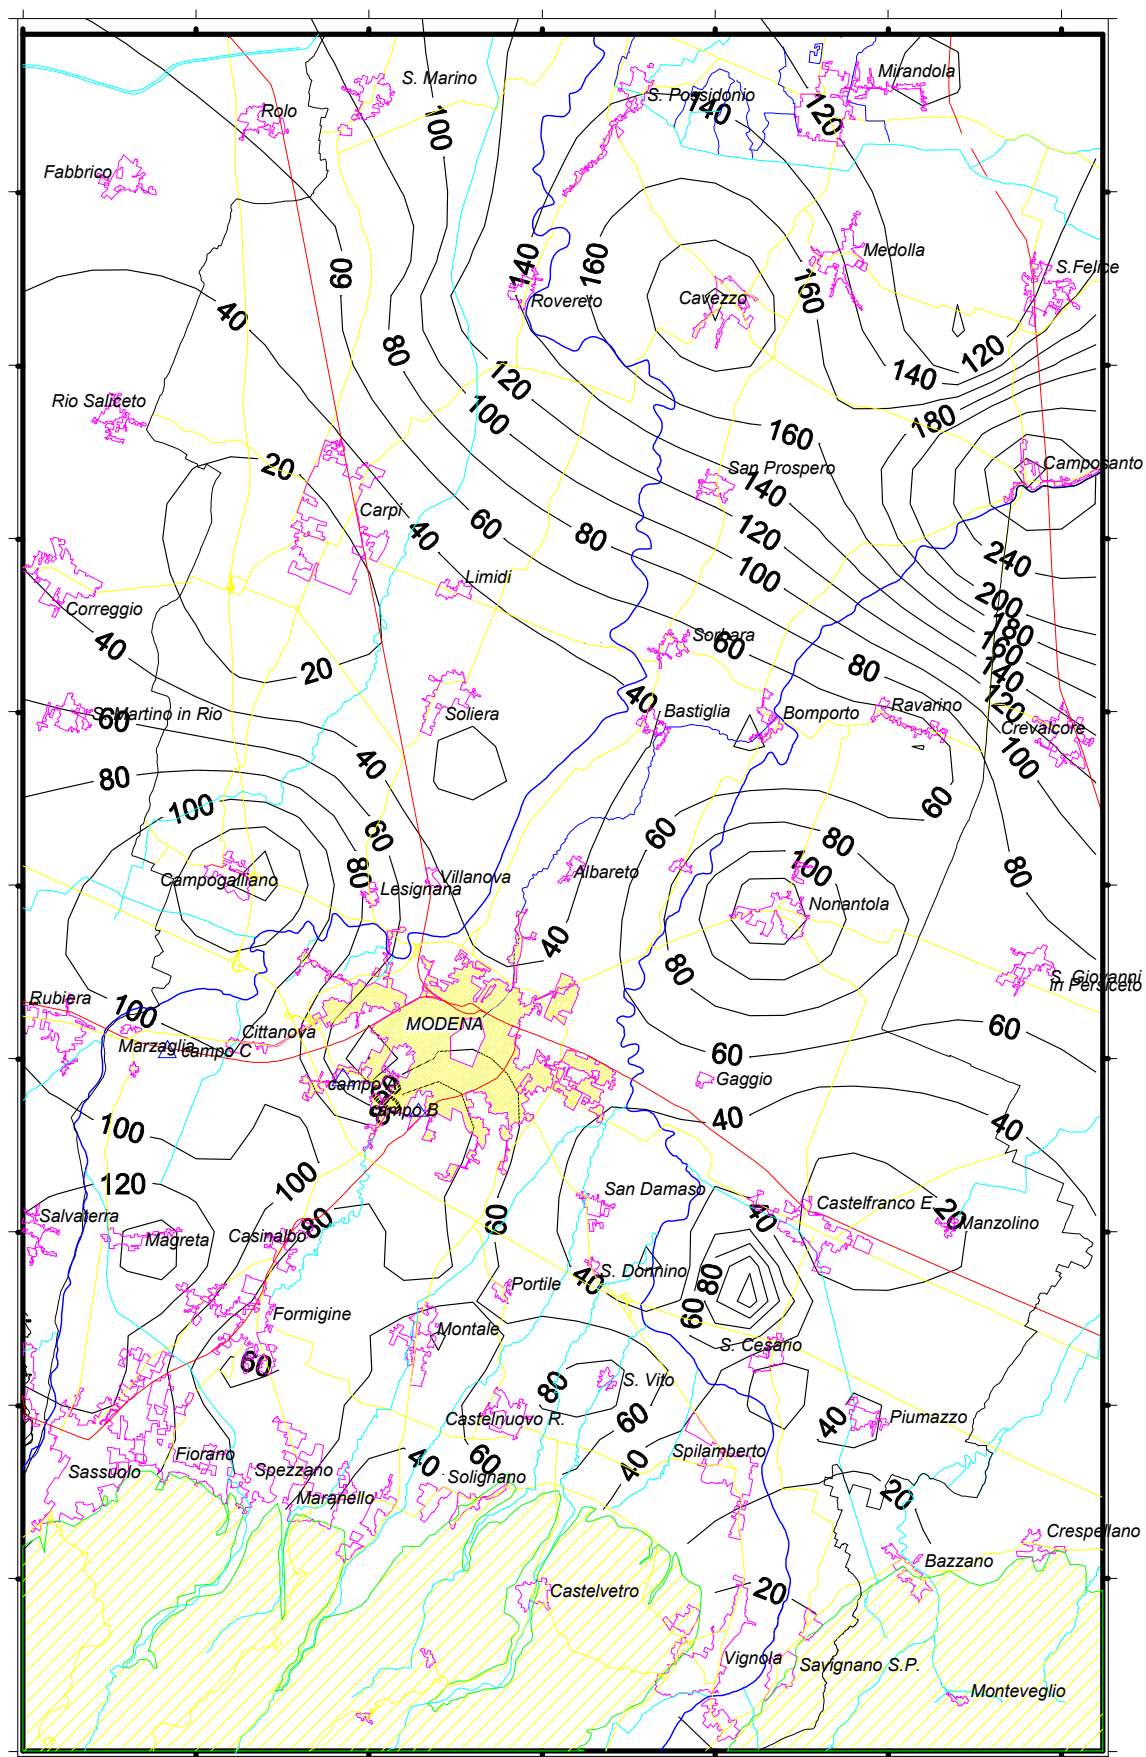 Mirandola
S. Marino
100
S. Possidonio
140
120
Rolo
Fabbrico
60
140
160
160
Medolla
S.Felice
Rovereto
Cavezzo
40
80
120
140
120
100
180
Rio Saliceto
160
20
San Prospero
Camposanto
140
Carpi
40
60
80
120
240
100
Limidi
200
Correggio
180
40
Sorbara
60
160
20
80
140
40
120
S. Martino in Rio
60
Soliera
Bastiglia
Bomporto
Ravarino
Crevalcore
100
80
40
100
60
60
80
60
80
100
80
Campogalliano
Lesignana
Villanova
Albareto
Nonantola
40
80
S. Giovanni
in Persiceto
Rubiera
100
MODENA
60
Marzaglia
Cittanova
campo C
60
Gaggio
campo A
campo B
40
100
40
100
120
San Damaso
Castelfranco E.
20
Manzolino
Salvaterra
80
60
40
Magreta
Casinalbo
40
S. Donnino
80
Portile
60
Formigine
Montale
S. Cesario
60
80
S. Vito
Castelnuovo R.
60
40
Piumazzo
Fiorano
40
60
40
Spilamberto
Sassuolo
Spezzano
Solignano
20
Maranello
Crespellano
Bazzano
Castelvetro
20
Vignola
Savignano S.P.
Monteveglio